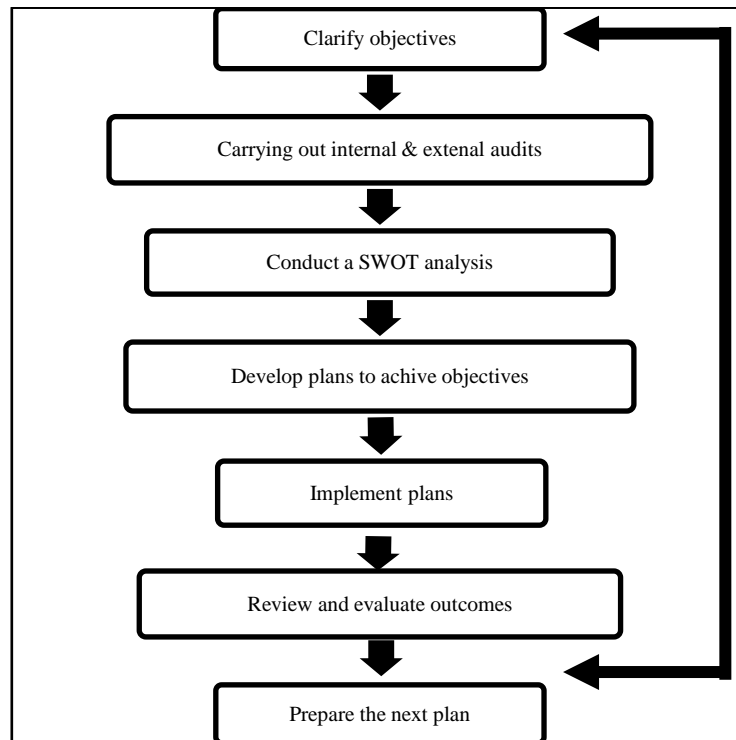 Clarify objectives
Carrying out internal & extenal audits
Conduct a SWOT analysis
Develop plans to achive objectives
Implement plans
Review and evaluate outcomes
Prepare the next plan